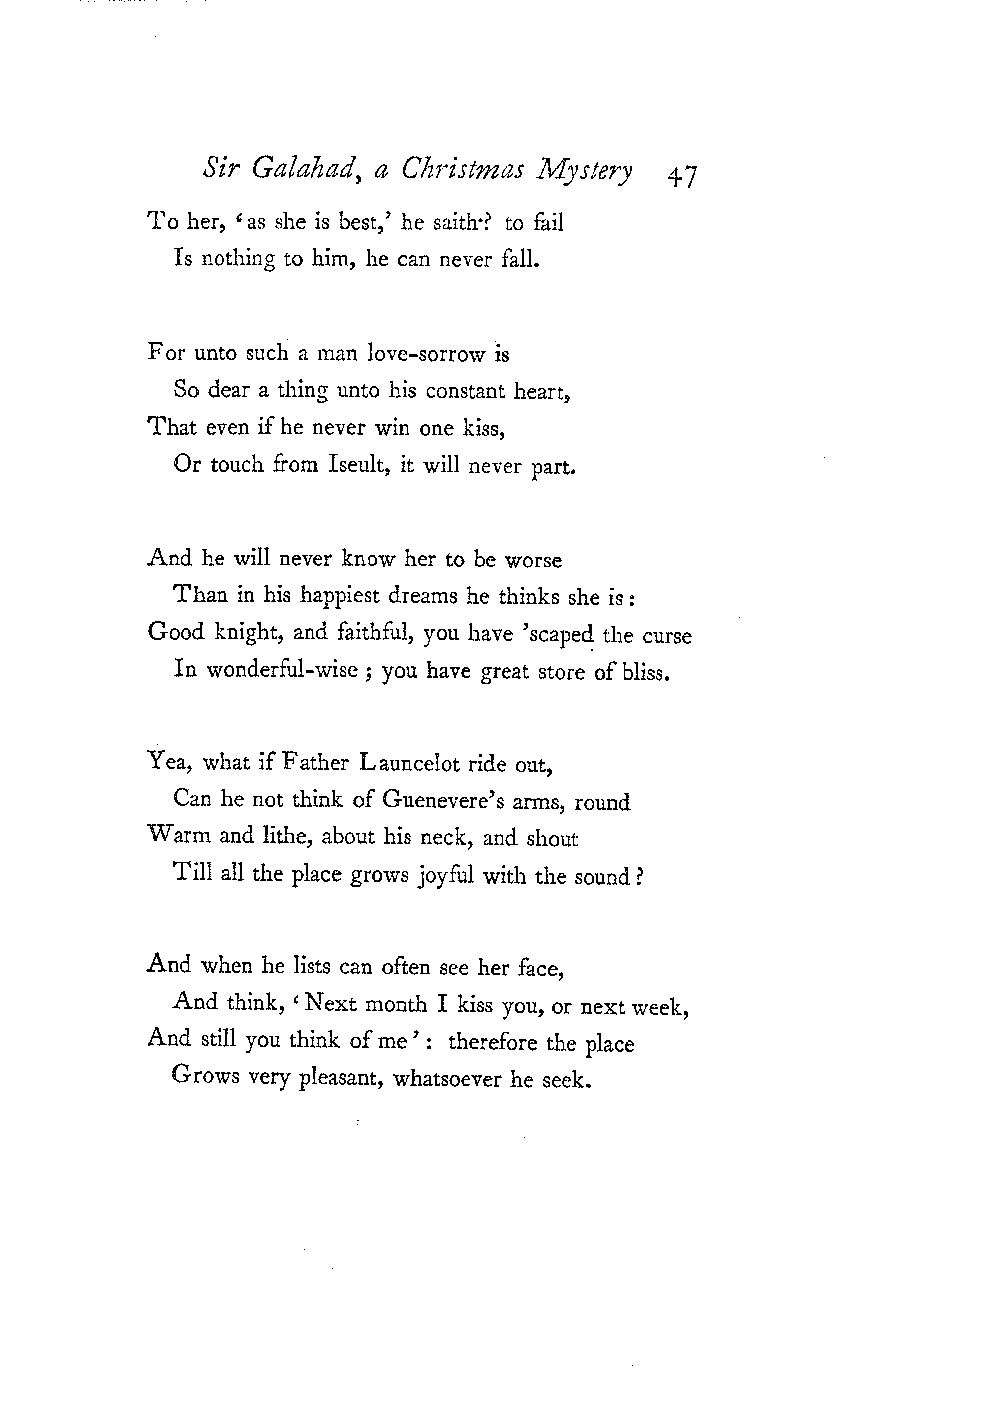 Sir Galahad, a Christmas Mystery 47
To her, ‘as she is best,’ he saith? to fail
Is nothing to him, he can never fall.
For unto such a man love-sorrow is
So dear a thing unto his constant heart,
That even if he never win one kiss,
Or touch from Iseult, it will never part.
And he will never know her to be worse
Than in his happiest dreams he thinks she is:
Good knight, and faithful, you have ’scaped the curse
In wonderful-wise; you have great store of bliss.
Yea, what if Father Launcelot ride out,
Can he not think of Guenevere’s arms, round
Warm and lithe, about his neck, and shout
Till all the place grows joyful with the sound?
And when he lists can often see her face,
And think, ‘Next month I kiss you, or next week,
And still you think of me’: therefore the place
Grows very pleasant, whatsoever he seek.